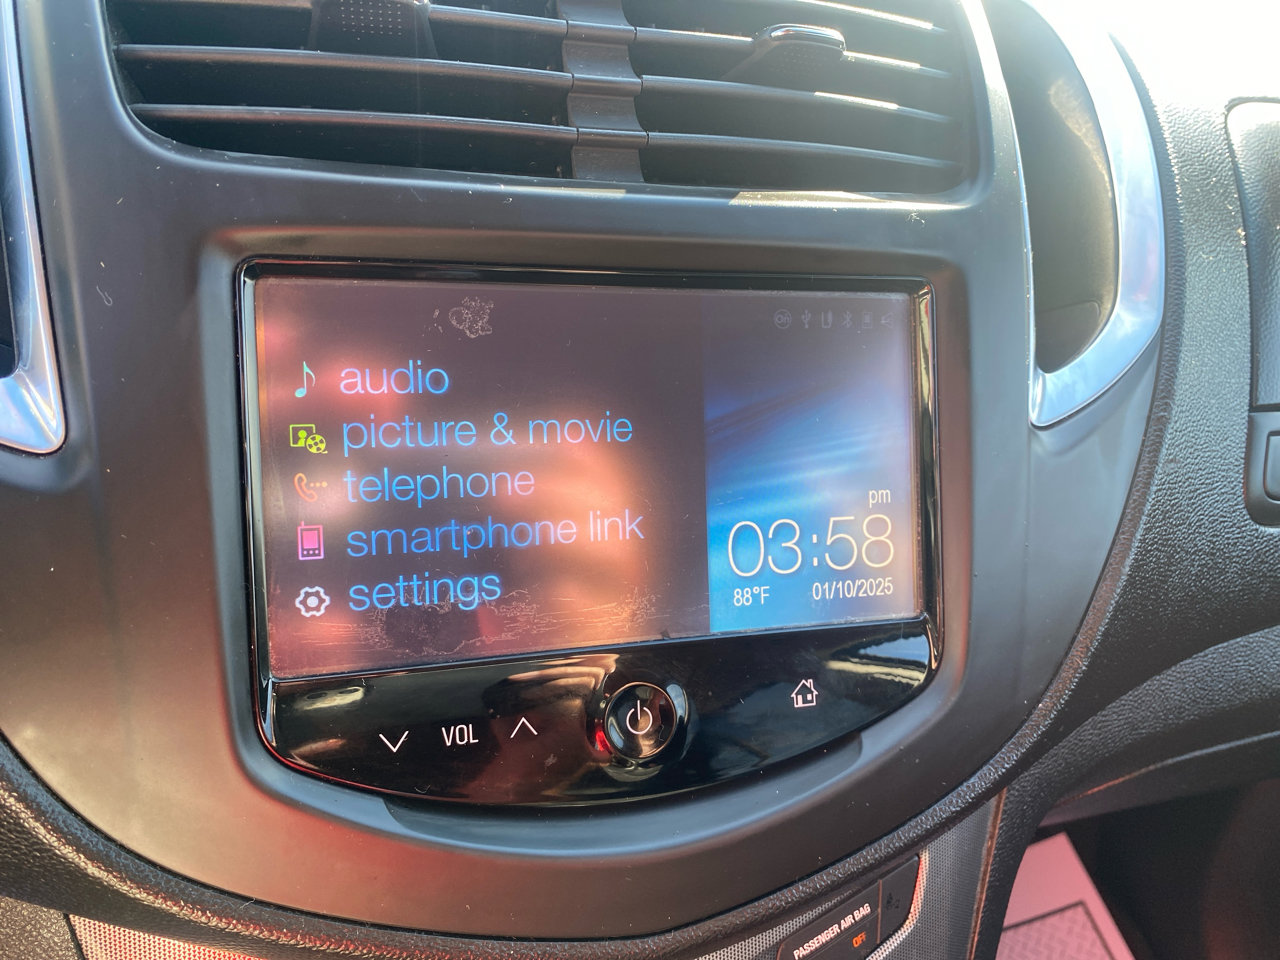 audio
picture & movie
telephone
smartphone link
settings
pm
03:58
88°F 01/10/2025
VOL
PASSENGER AIR BAG
OFF